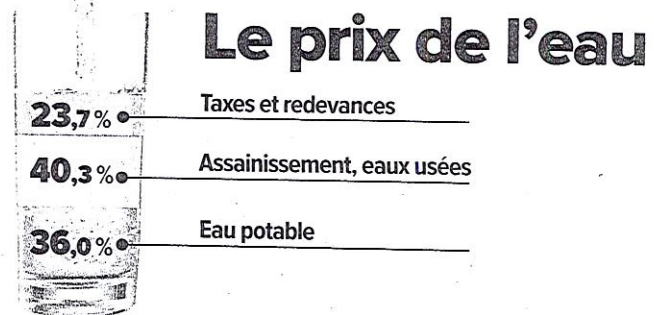 Le prix de l'eau
23,7% Taxes et redevances
40,3% Assainissement, eaux usées
36,0% Eau potable